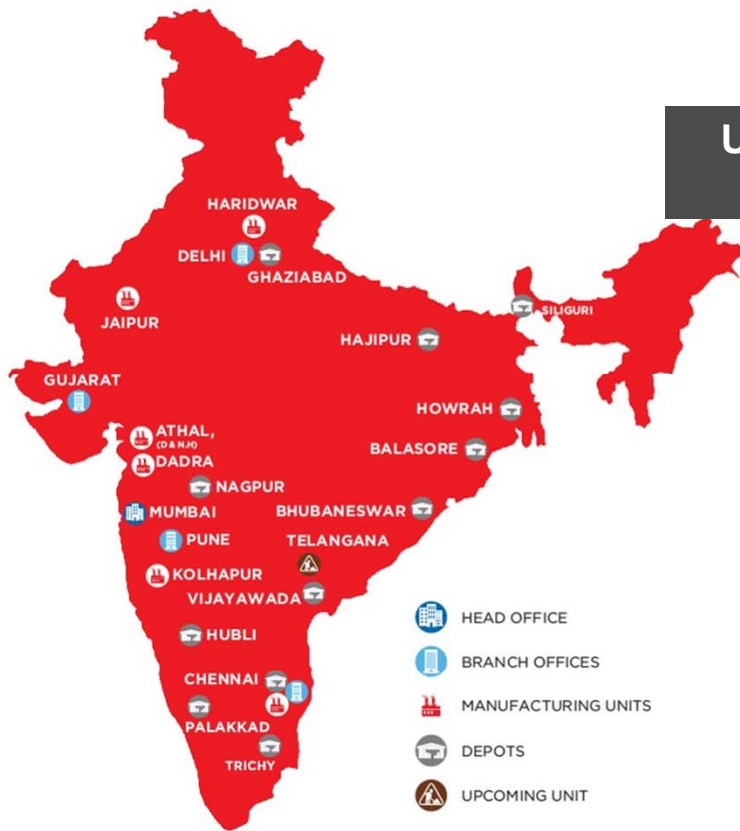 U
HARIDWAR
DELHI
GHAZIABAD
JAIPUR
SILIGURI
HAJIPUR
GUJARAT
HOWRAH
ATHAL,
(D & N.H)
DADRA
BALASORE
NAGPUR
MUMBAI
BHUBANESWAR
PUNE
TELANGANA
KOLHAPUR
VIJAYAWADA
HUBLI
CHENNAI
PALAKKAD
TRICHY
HEAD OFFICE
BRANCH OFFICES
MANUFACTURING UNITS
DEPOTS
UPCOMING UNIT